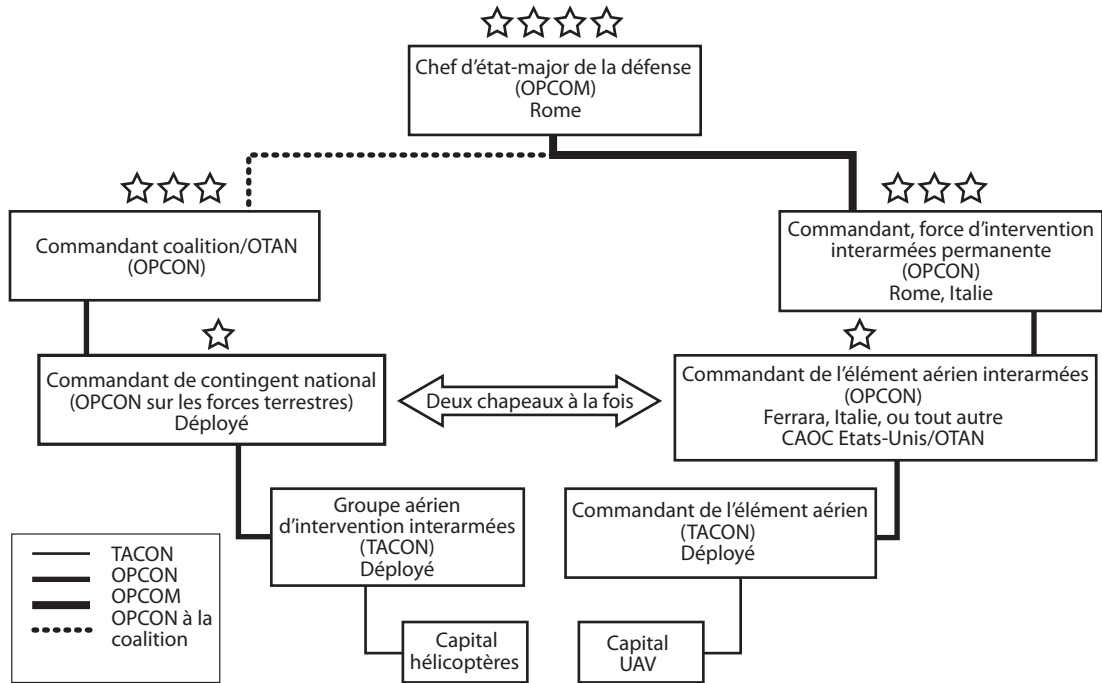 Chef d'état-major de la défense
(OPCOM)
Rome
Commandant coalition/OTAN
(OPCON)
Commandant, force d'intervention
interarmées permanente
(OPCON)
Rome, Italie
Commandant de contingent national
(OPCON sur les forces terrestres)
Déployé
Deux chapeaux à la fois
Commandant de l'élément aérien interarmées
(OPCON)
Ferrara, Italie, ou tout autre
CAOC Etats-Unis/OTAN
Groupe aérien
d'intervention interarmées
(TACON)
Déployé
Commandant de l'élément aérien
(TACON)
Déployé
TACON
OPCON
OPCOM
OPCON à la
coalition
Capital
hélicoptères
Capital
UAV